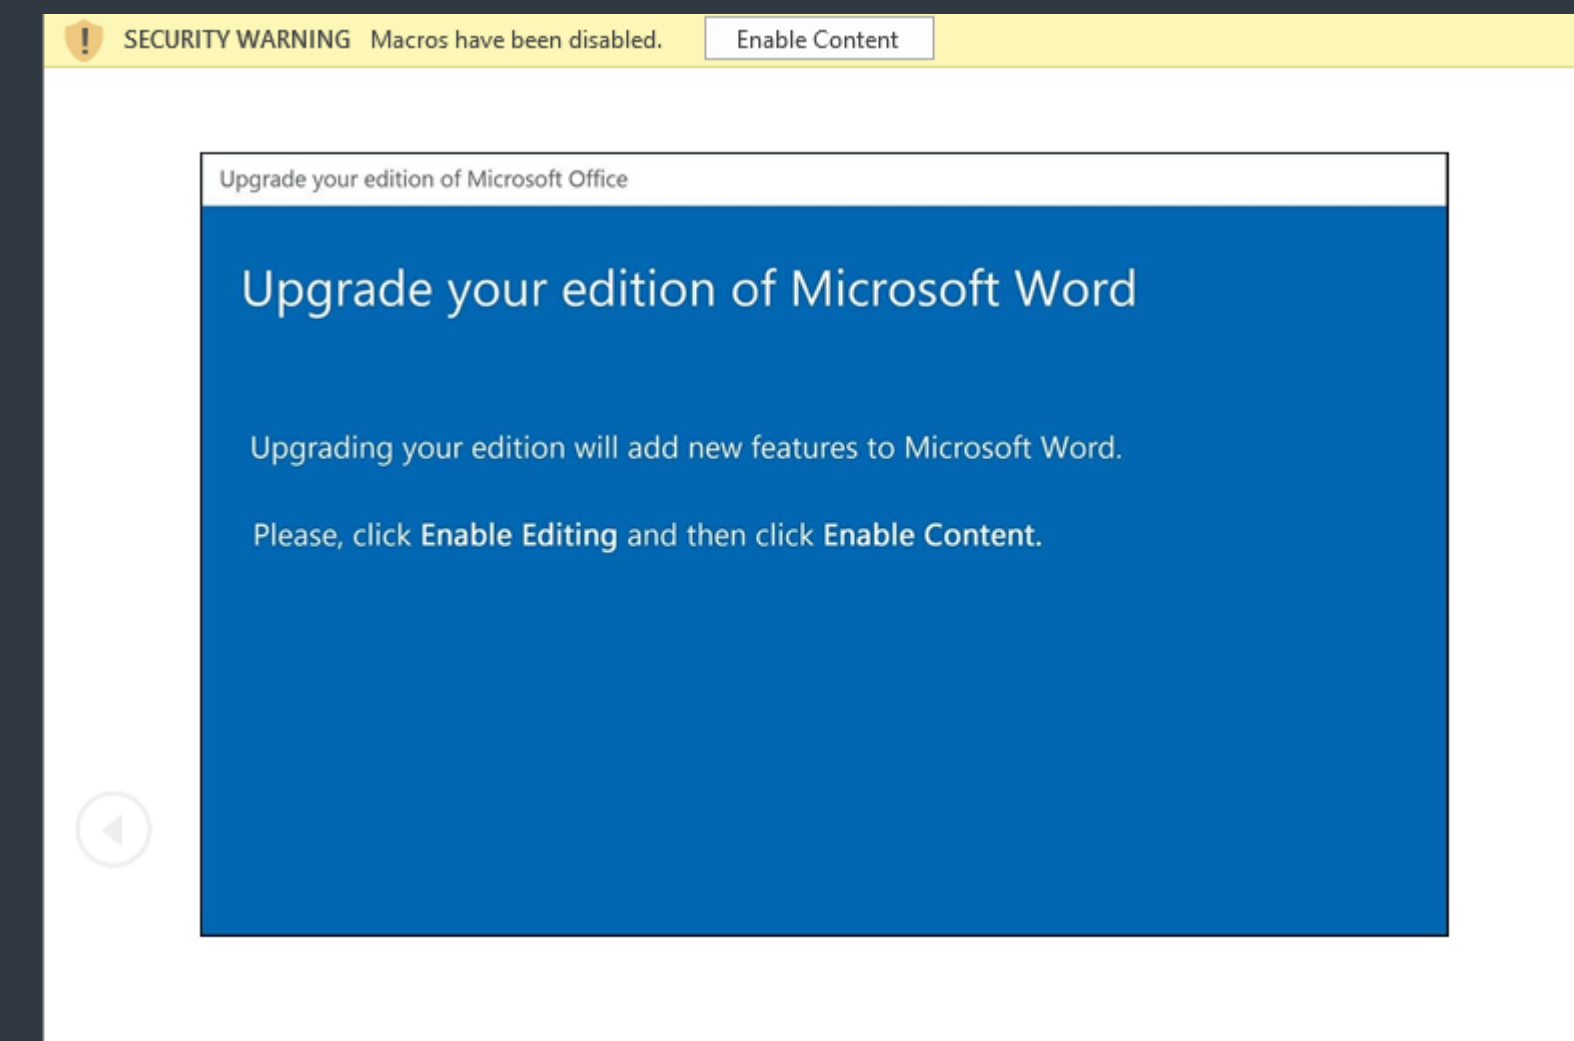 SECURITY WARNING Macros have been disabled. Enable Content
Upgrade your edition of Microsoft Office
Upgrade your edition of Microsoft Word
Upgrading your edition will add new features to Microsoft Word.
Please, click Enable Editing and then click Enable Content.